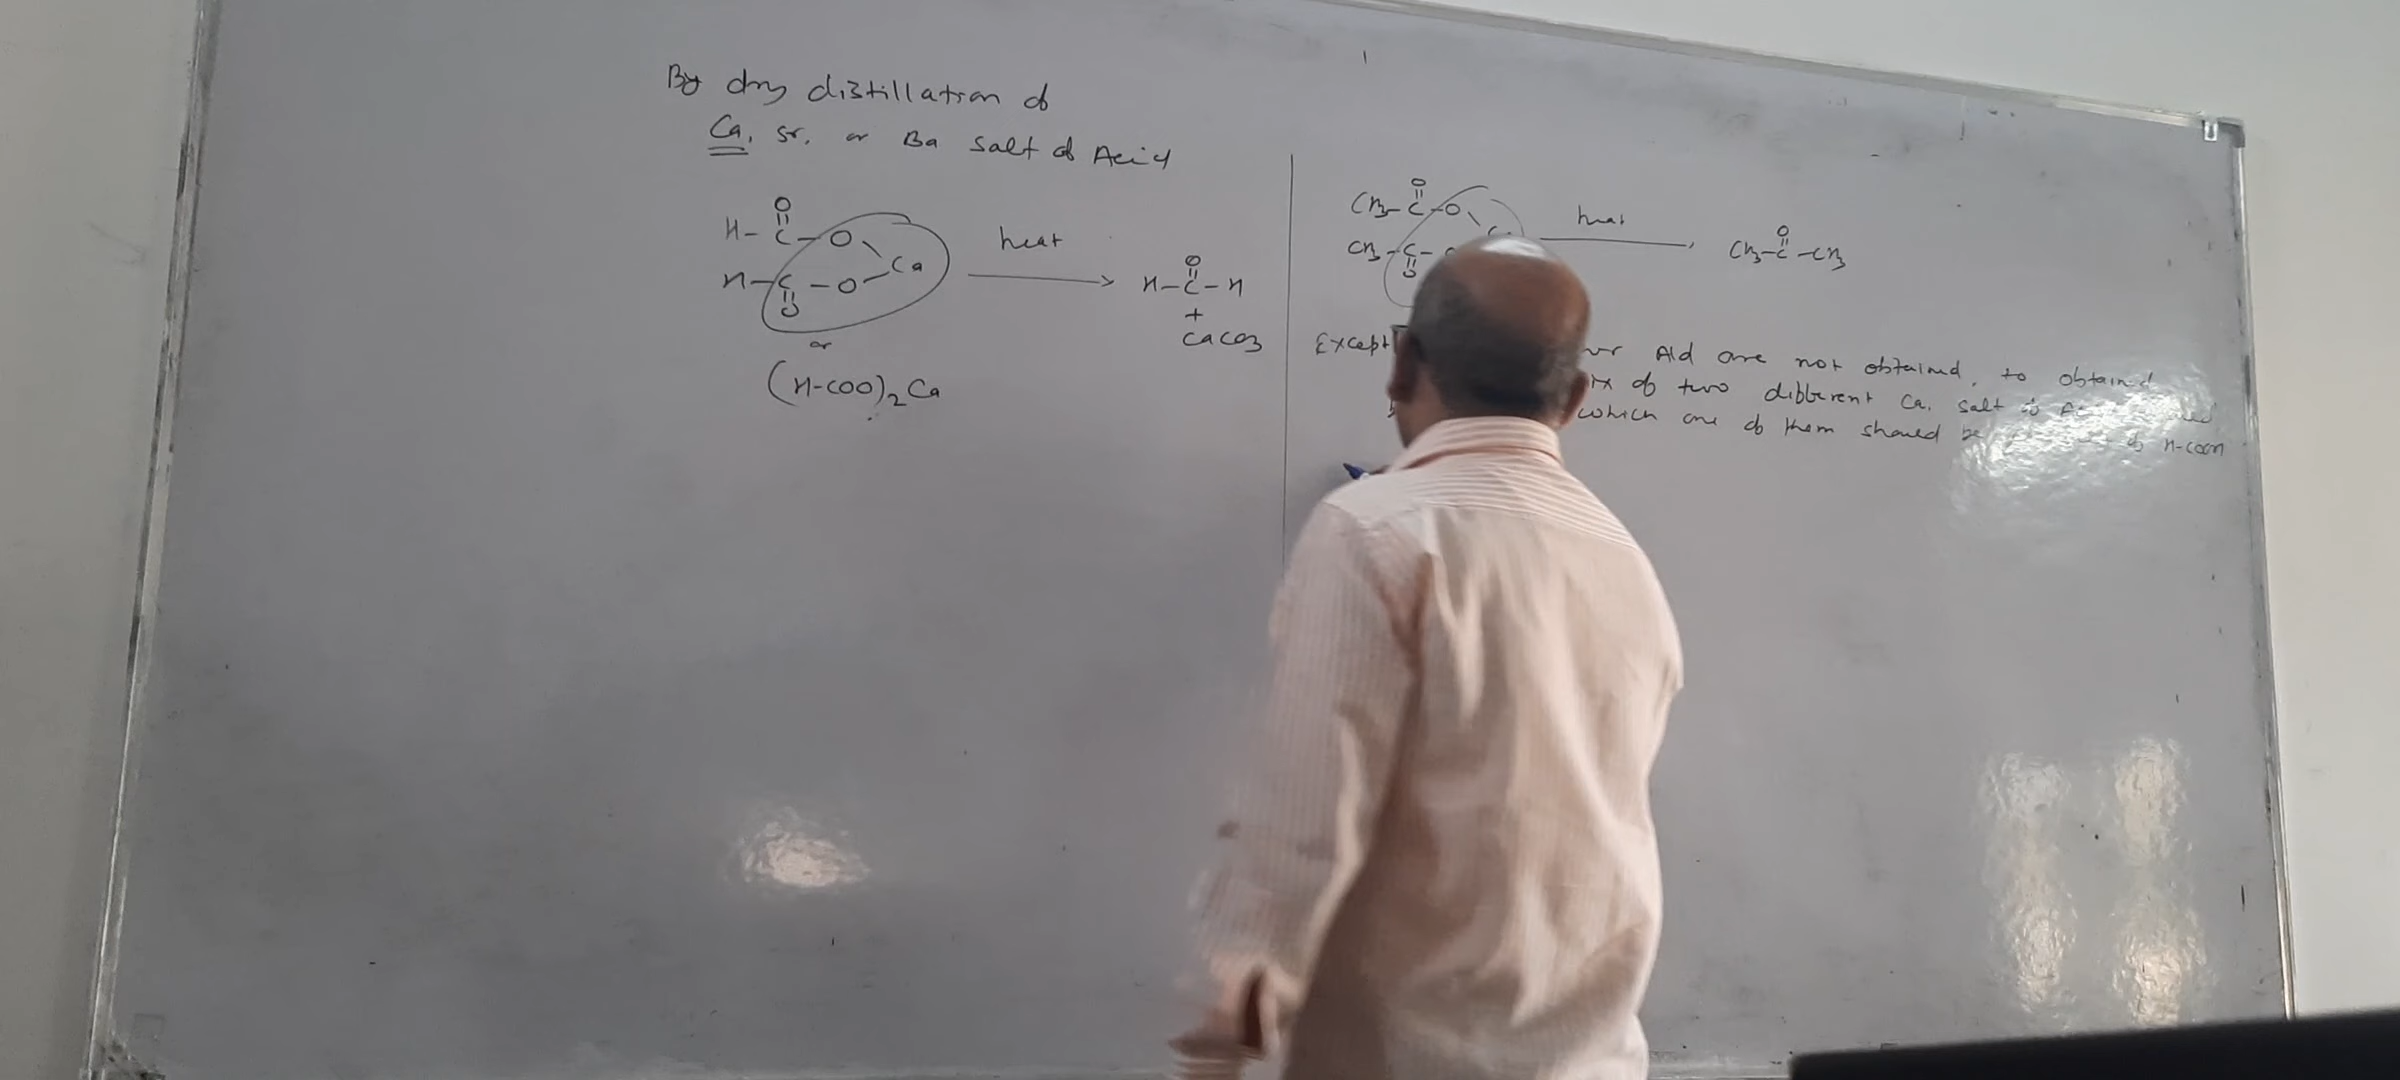 By dry distillation of
Ca, Sr, or Ba salt of Acid
O
H-C-O
Ca
H-C-O
O
or
(H-COO)2Ca
heat
O
H-C-H
+
CaCO3
O
CH3-C-O
CH3-C-
O
heat
O
CH3-C-CH3
Except
Ald are not obtained, to obtained
of two different Ca. salt of
which one of them should be of H-COOH